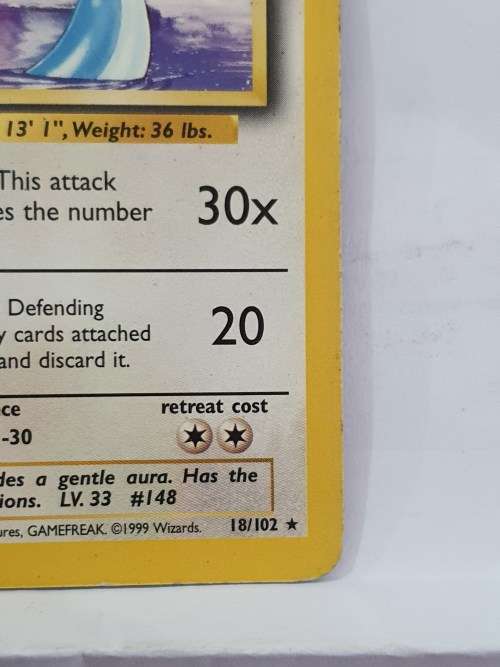 13' 1", Weight: 36 lbs.
This attack
es the number
30x
Defending
y cards attached
and discard it.
20
ce
retreat cost
-30
des a gentle aura. Has the
ions. LV. 33 #148
ures, GAMEFREAK. ©1999 Wizards. 18/102 ★